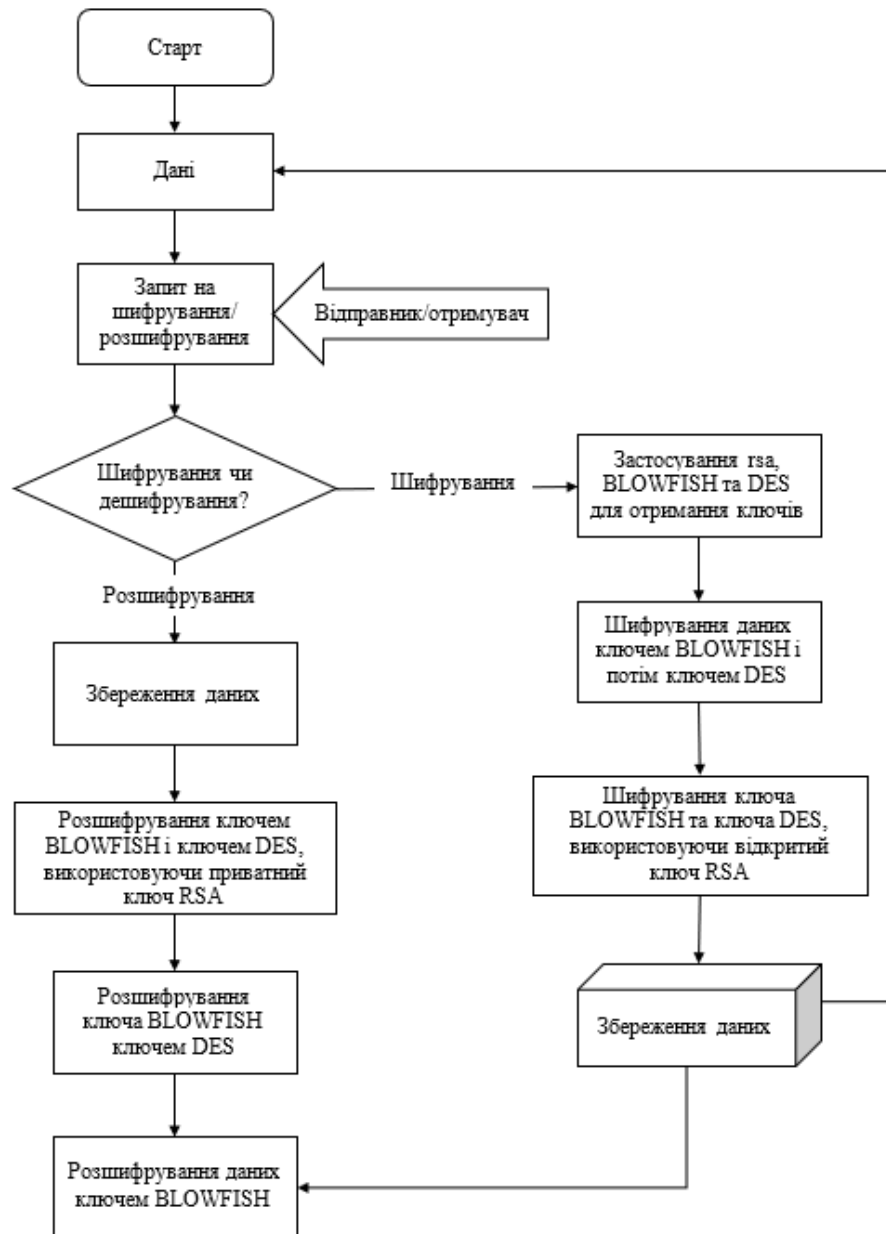 Старт
Дані
Запит на
шифрування/
розшифрування
Відправник/отримувач
Шифрування чи
дешифрування?
Шифрування
Застосування rsa,
BLOWFISH та DES
для отримання ключів
Розшифрування
Шифрування даних
ключем BLOWFISH і
потім ключем DES
Збереження даних
Шифрування ключа
BLOWFISH та ключа DES,
використовуючи відкритий
ключ RSA
Розшифрування ключем
BLOWFISH і ключем DES,
використовуючи приватний
ключ RSA
Розшифрування
ключа BLOWFISH
ключем DES
Збереження даних
Розшифрування даних
ключем BLOWFISH